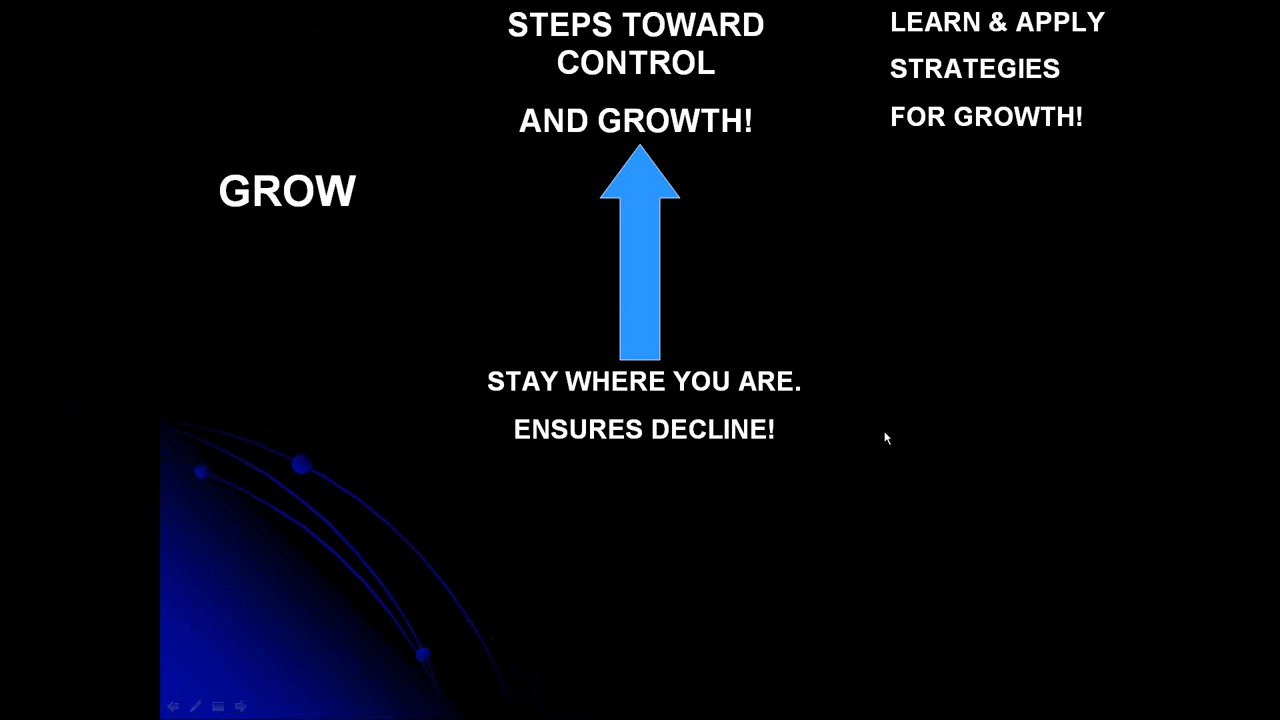 STEPS TOWARD
CONTROL
AND GROWTH!
LEARN & APPLY
STRATEGIES
FOR GROWTH!
GROW
STAY WHERE YOU ARE.
ENSURES DECLINE!